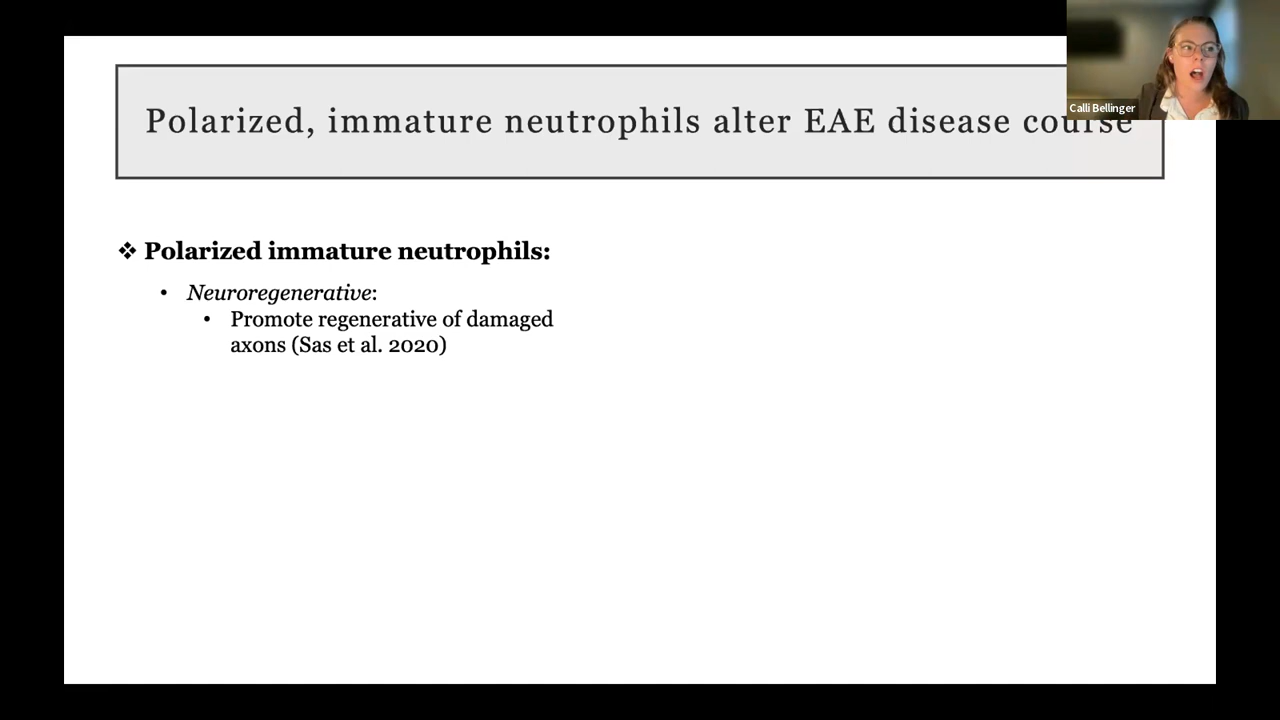 Calli Bellinger
Polarized, immature neutrophils alter EAE disease course
❖ Polarized immature neutrophils:
• Neuroregenerative:
• Promote regenerative of damaged
axons (Sas et al. 2020)